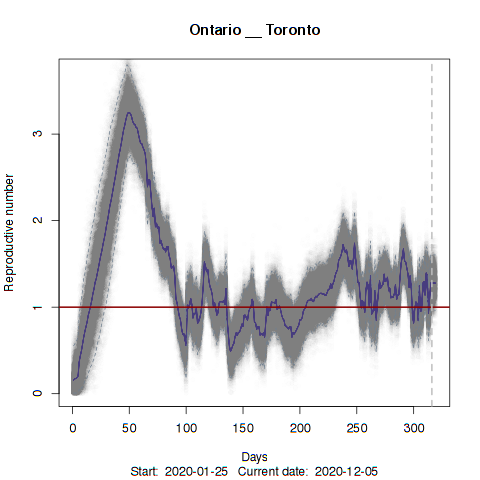 Ontario __ Toronto
Reproductive number
3
2
1
0
0 50 100 150 200 250 300
Days
Start: 2020-01-25 Current date: 2020-12-05